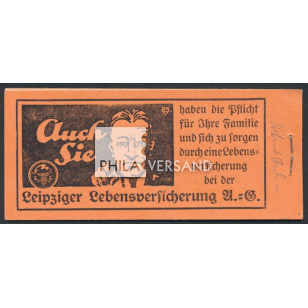 Auch
Sie
haben die Pflicht
für Ihre Familie
und sich zu sorgen
durch eine Lebens-
versicherung
bei der
Leipziger Lebensversicherung A.=G.
PHILA VERSAND